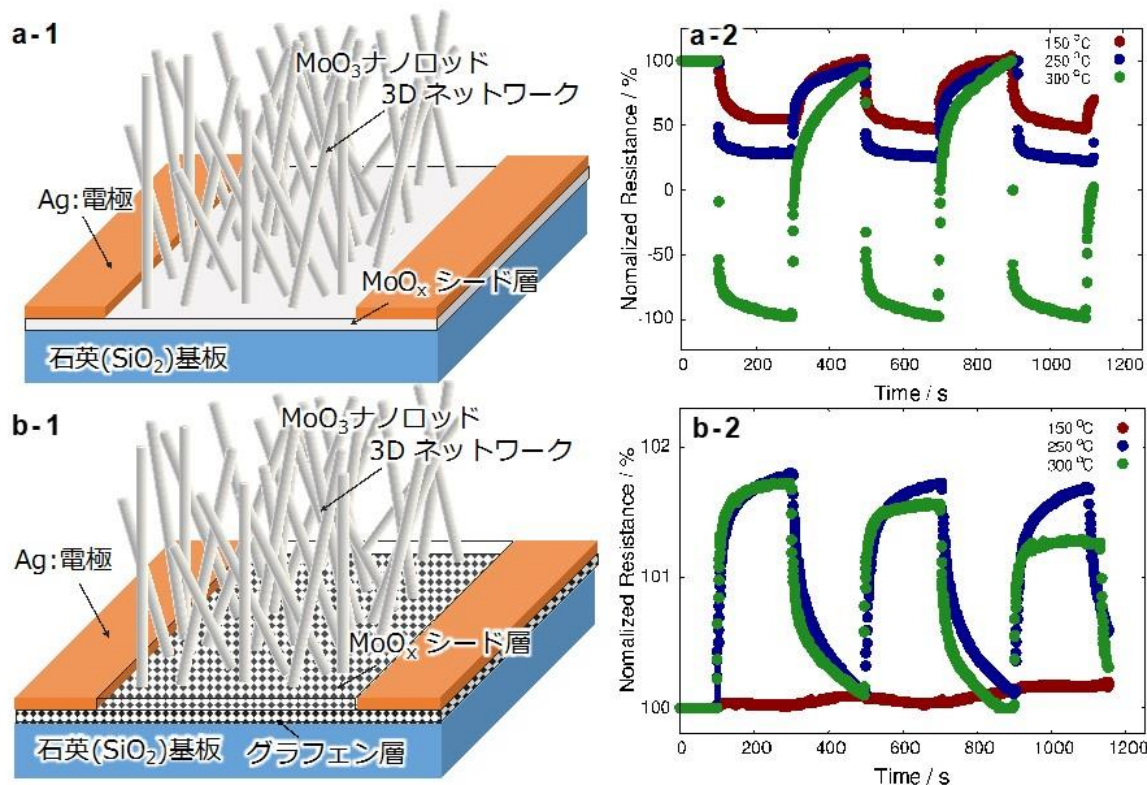 a-1
MoO₃ナノロッド
3D ネットワーク
Ag:電極
MoOₓ シード層
石英(SiO₂)基板
a-2
150 °C
250 °C
300 °C
Nomalized Resistance / %
100
50
0
-50
-100
0 200 400 600 800 1000 1200
Time / s
b-1
MoO₃ナノロッド
3D ネットワーク
Ag:電極
MoOₓ シード層
石英(SiO₂)基板
グラフェン層
b-2
150 °C
250 °C
300 °C
Nomalized Resistance / %
102
101
100
0 200 400 600 800 1000 1200
Time / s